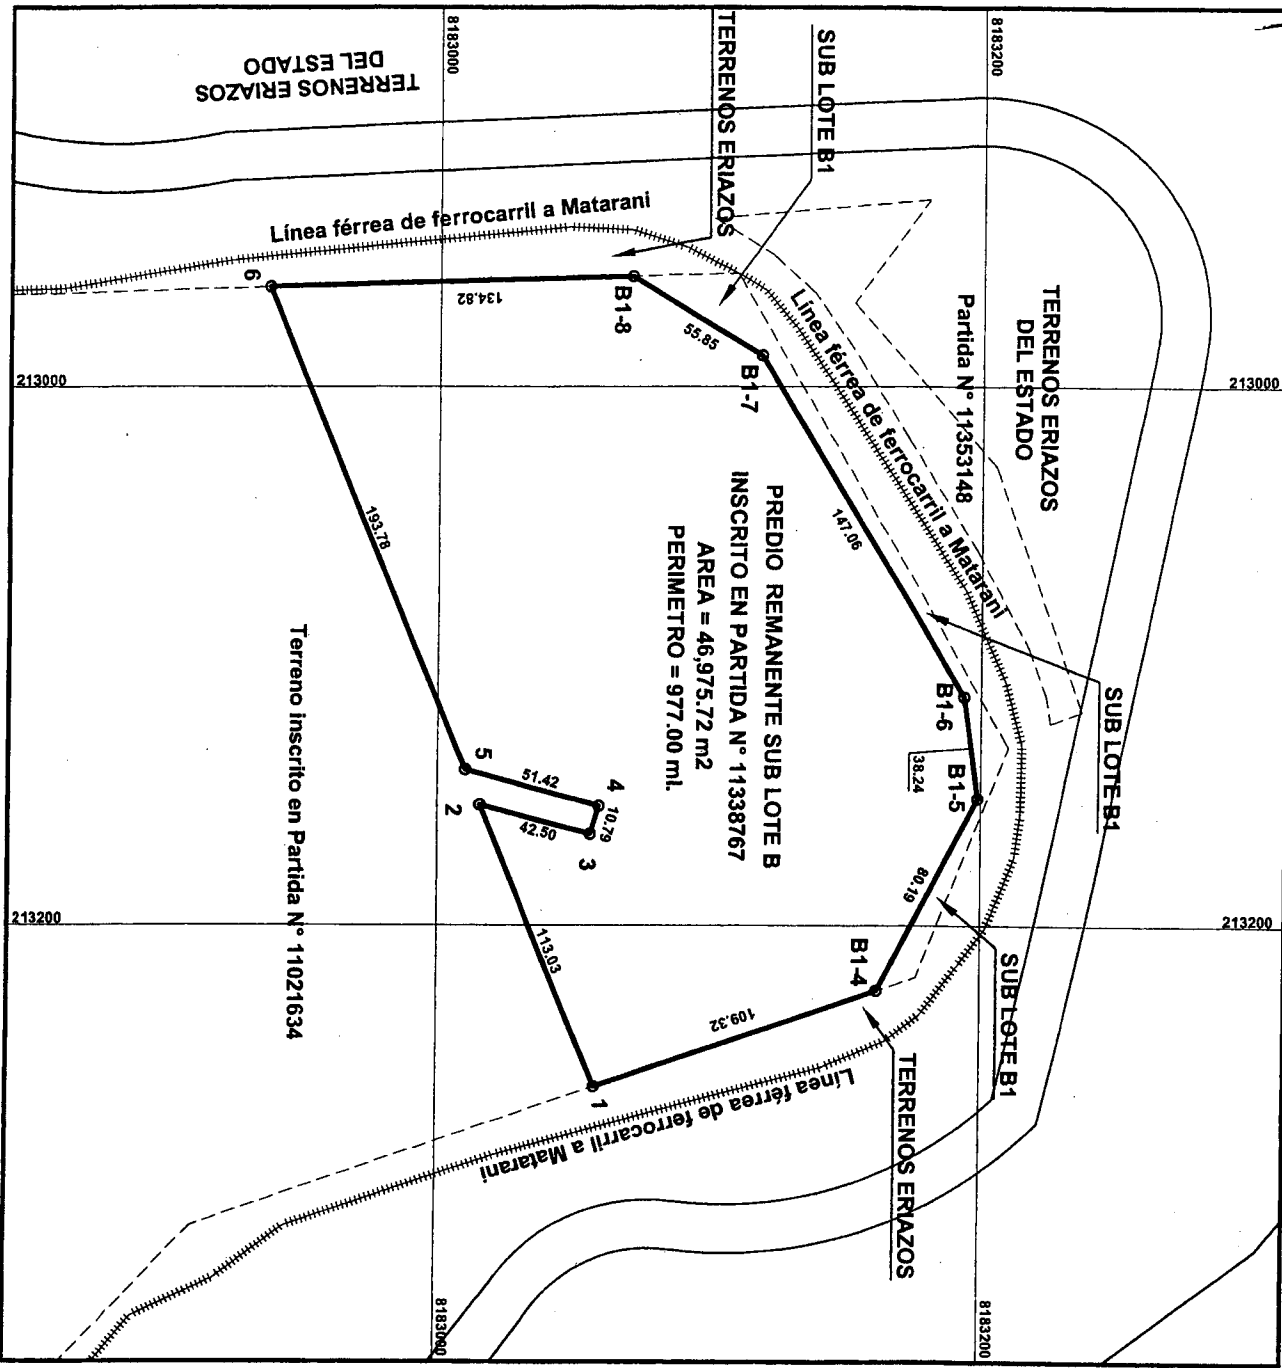 8183000
8183200
TERRENOS ERIAZOS
DEL ESTADO
TERRENOS ERIAZOS
SUB LOTE B1
Línea férrea de ferrocarril a Matarani
6
134.82
B1-8
55.85
B1-7
Línea férrea de ferrocarril a Matarani
Partida N° 11353148
TERRENOS ERIAZOS
DEL ESTADO
213000
213000
147.06
193.78
PREDIO REMANENTE SUB LOTE B
INSCRITO EN PARTIDA N° 11338767
AREA = 46,975.72 m2
PERIMETRO = 977.00 ml.
B1-6
38.24
B1-5
SUB LOTE B1
5
51.42
4
10.79
2
42.50
3
Terreno inscrito en Partida N° 11021634
80.19
213200
213200
113.03
B1-4
SUB LOTE B1
109.32
1
TERRENOS ERIAZOS
Línea férrea de ferrocarril a Matarani
8183000
8183200